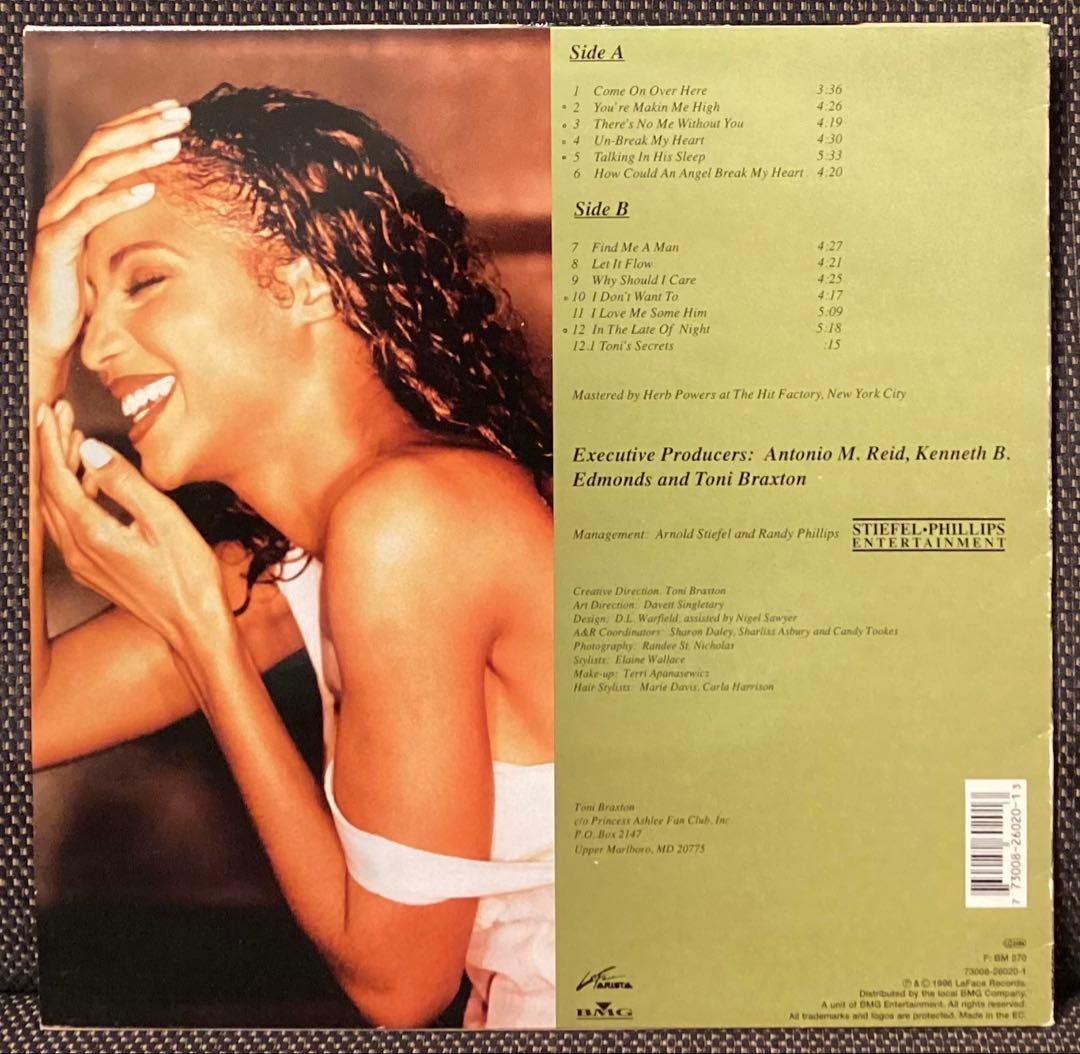 Side A
1 Come On Over Here 3:36
2 You're Makin Me High 4:26
3 There's No Me Without You 4:19
4 Un-Break My Heart 4:30
5 Talking In His Sleep 5:33
6 How Could An Angel Break My Heart 4:20
Side B
7 Find Me A Man 4:27
8 Let It Flow 4:21
9 Why Should I Care 4:25
10 I Don't Want To 4:17
11 I Love Me Some Him 5:09
12 In The Late Of Night 5:18
12.1 Toni's Secrets :15
Mastered by Herb Powers at The Hit Factory, New York City
Executive Producers: Antonio M. Reid, Kenneth B.
Edmonds and Toni Braxton
Management: Arnold Stiefel and Randy Phillips
STIEFEL•PHILLIPS
ENTERTAINMENT
Creative Direction: Toni Braxton
Art Direction: Davett Singletary
Design: D.L. Warfield, assisted by Nigel Sawyer
A&R Coordinators: Sharon Daley, Sharliss Asbury and Candy Tookes
Photography: Randee St. Nicholas
Stylists: Elaine Wallace
Make-up: Terri Apanasewicz
Hair Stylists: Marie Davis, Carla Harrison
Toni Braxton
c/o Princess Ashlee Fan Club, Inc.
P.O. Box 2147
Upper Marlboro, MD 20775
7 73008-26020-1 3
F: BM 870
73008-26020-1
℗ & © 1996 LaFace Records.
Distributed by the local BMG Company.
A unit of BMG Entertainment. All rights reserved.
All trademarks and logos are protected. Made in the EC.
LaFace
ARISTA
BMG